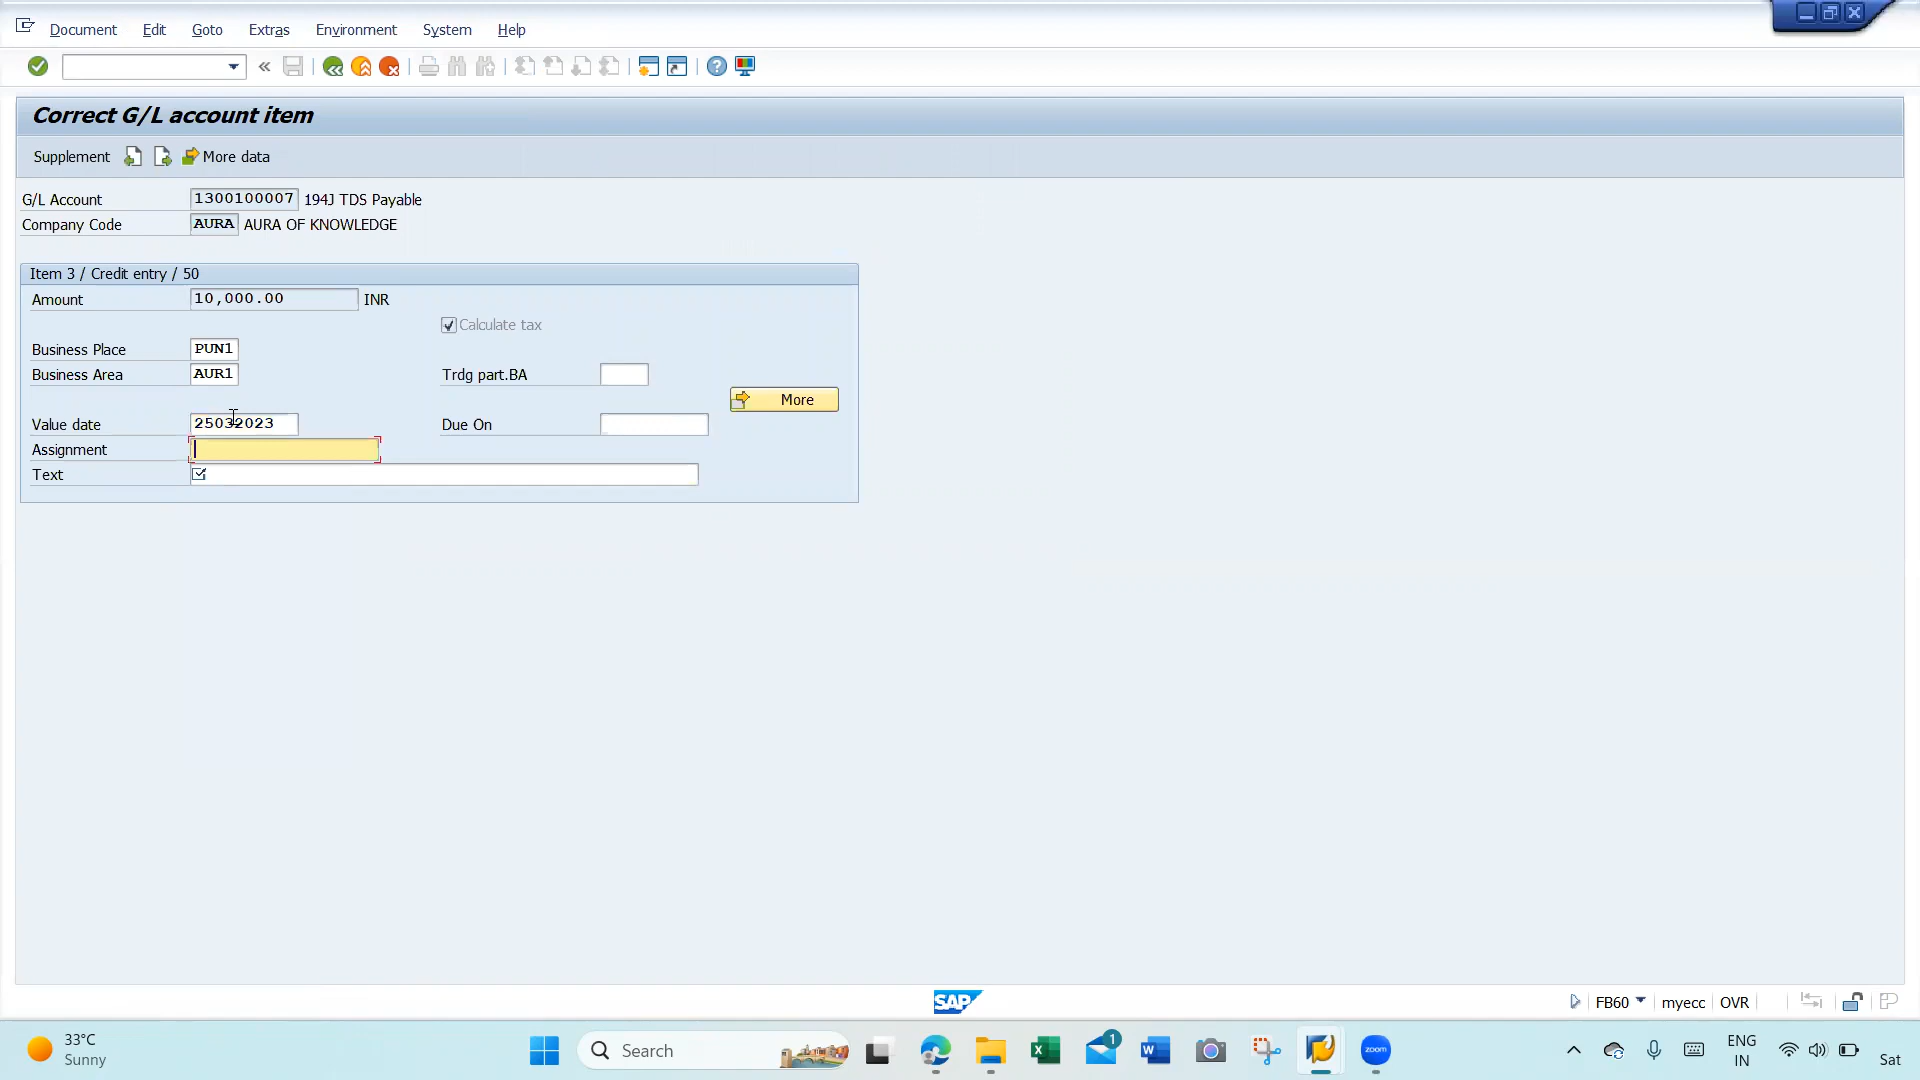 Document Edit Goto Extras Environment System Help
Correct G/L account item
Supplement More data
G/L Account 1300100007 194J TDS Payable
Company Code AURA AURA OF KNOWLEDGE
Item 3 / Credit entry / 50
Amount 10,000.00 INR
Calculate tax
Business Place PUN1
Business Area AUR1 Trdg part.BA
More
Value date 25032023 Due On
Assignment
Text
SAP FB60 myecc OVR
33°C
Sunny
Search
1
zoom
ENG
IN
Sat